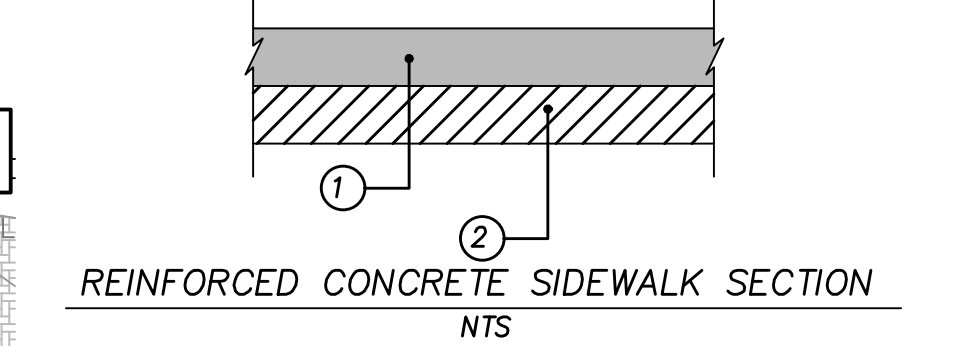 1
2
REINFORCED CONCRETE SIDEWALK SECTION
NTS